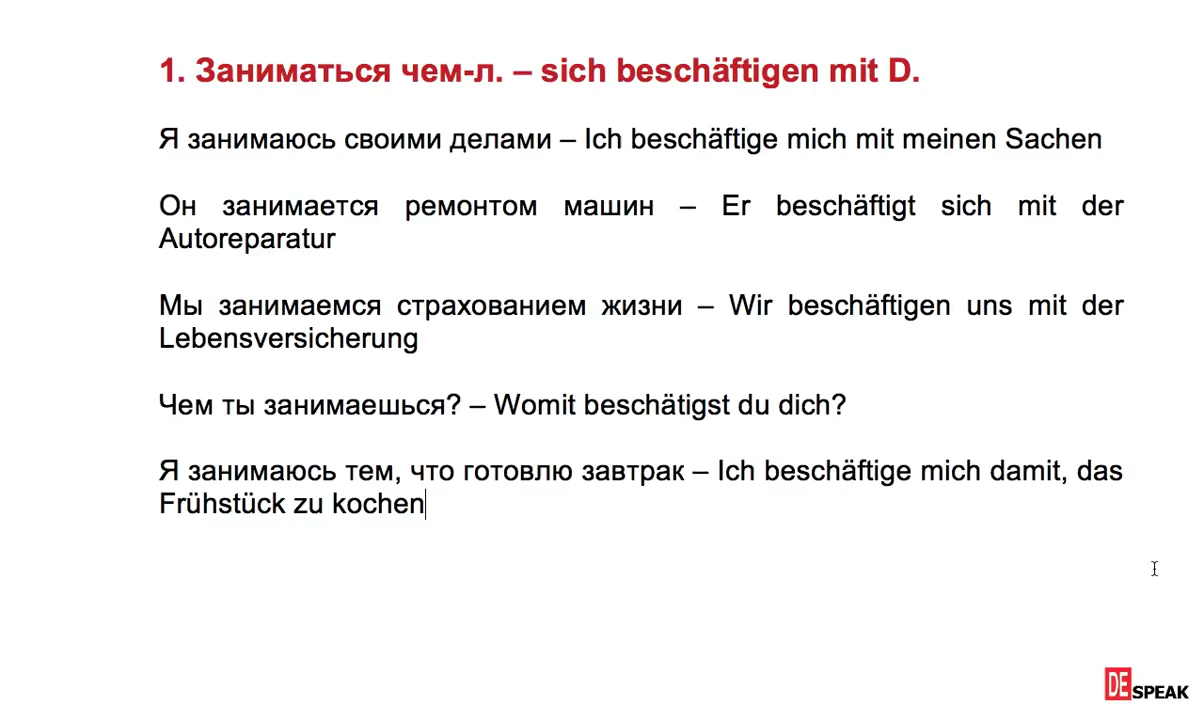 1. Заниматься чем-л. – sich beschäftigen mit D.
Я занимаюсь своими делами – Ich beschäftige mich mit meinen Sachen
Он занимается ремонтом машин – Er beschäftigt sich mit der
Autoreparatur
Мы занимаемся страхованием жизни – Wir beschäftigen uns mit der
Lebensversicherung
Чем ты занимаешься? – Womit beschätigst du dich?
Я занимаюсь тем, что готовлю завтрак – Ich beschäftige mich damit, das
Frühstück zu kochen
DE SPEAK